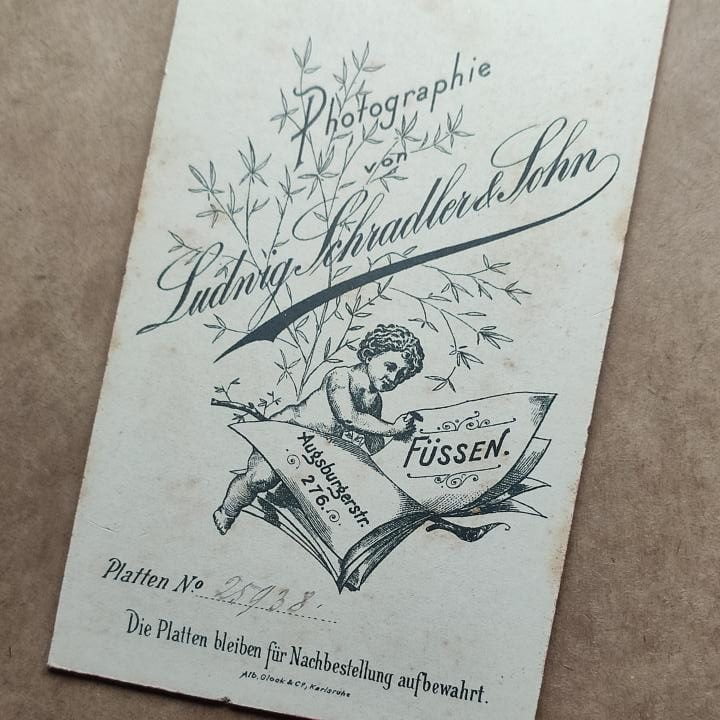 Photographie
von
Ludwig Schradler & Sohn
FÜSSEN.
Augsburgerstr.
276.
Platten No 25938.
Die Platten bleiben für Nachbestellung aufbewahrt.
Alb. Glock & Co, Karlsruhe